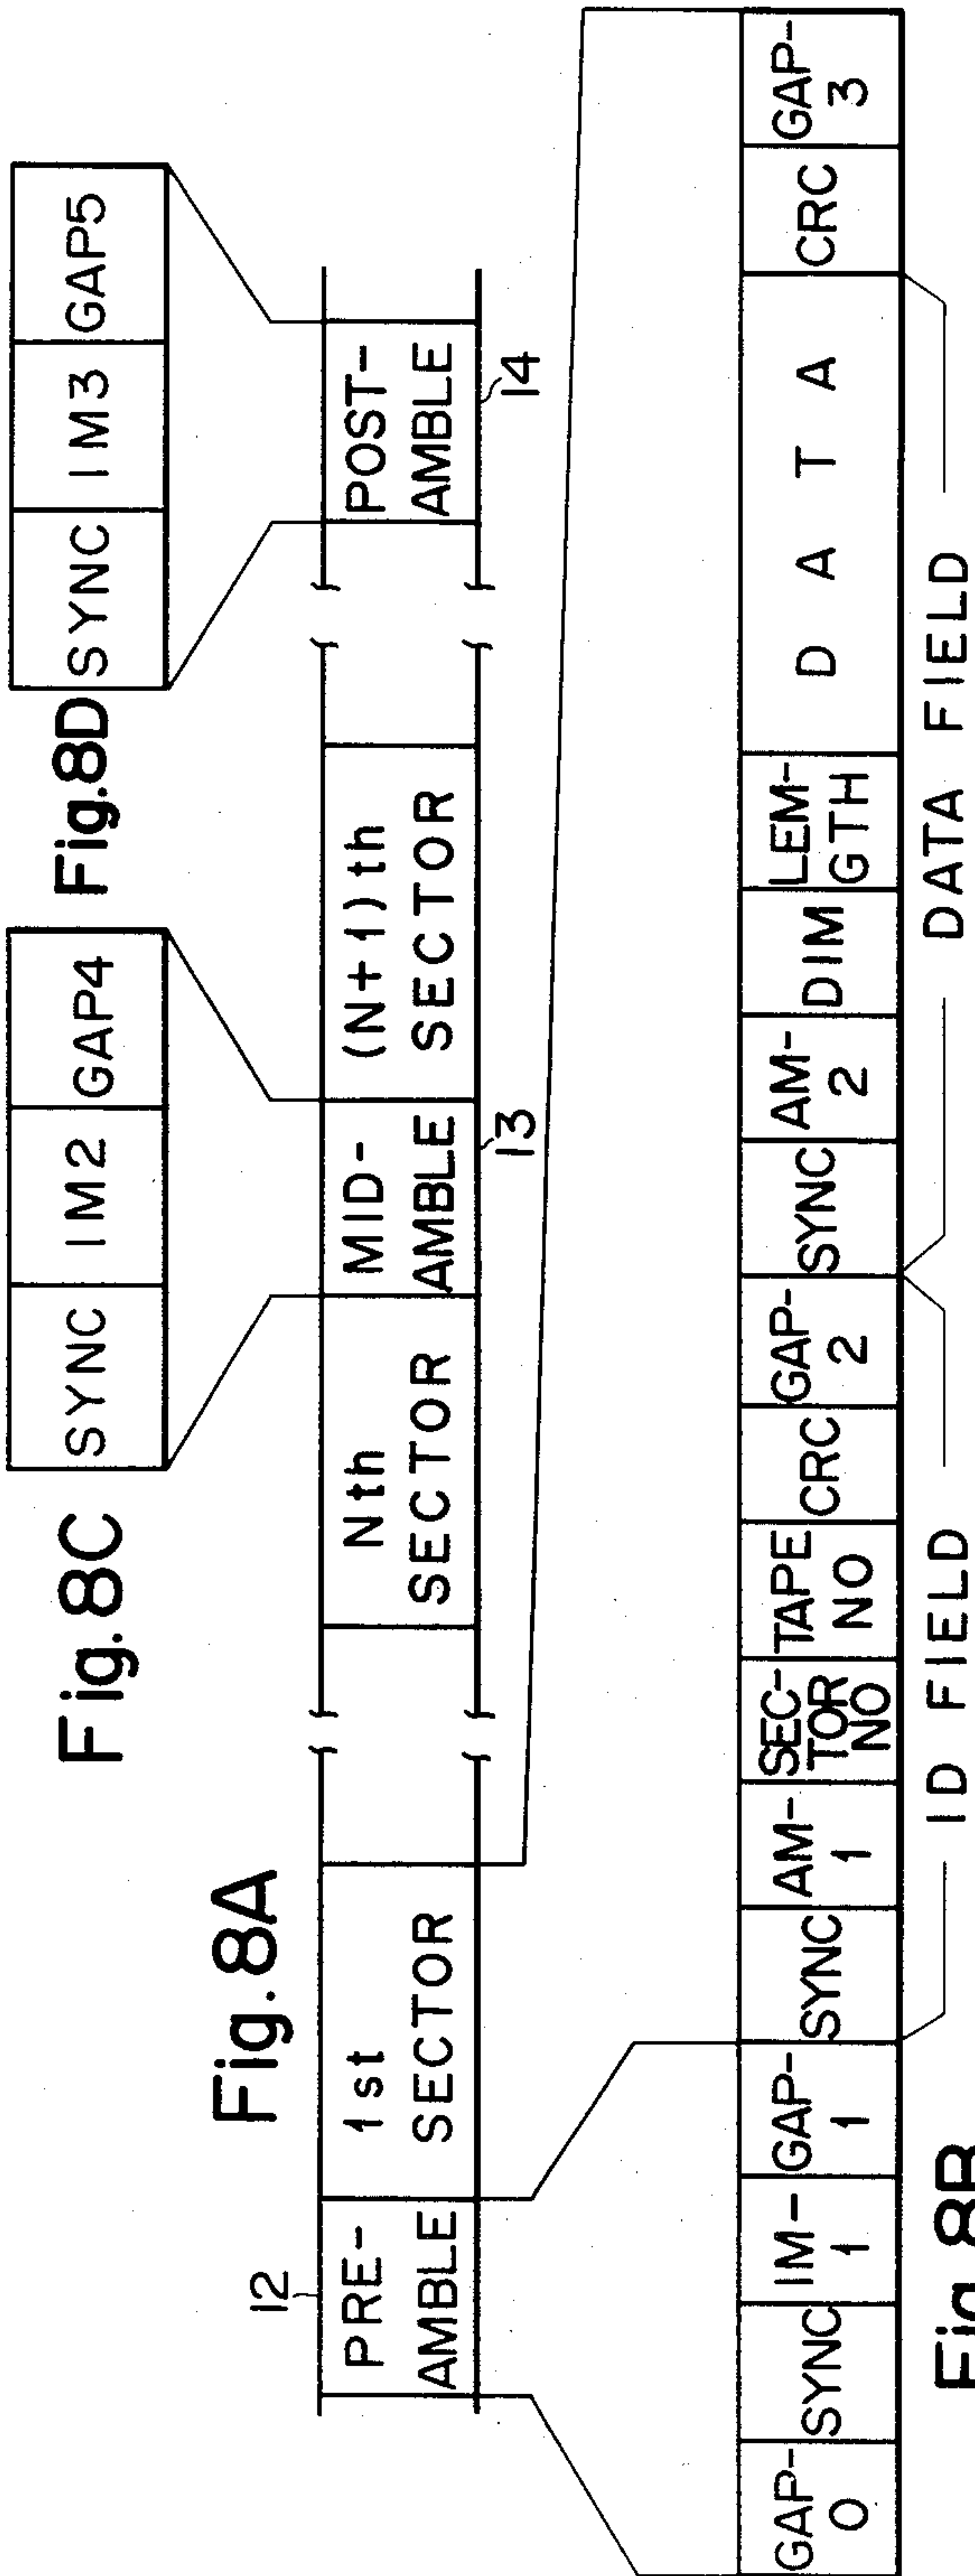 Fig. 8A
12
PRE-
AMBLE
1st
SECTOR
Nth
SECTOR
MID-
AMBLE
13
(N+1)th
SECTOR
POST-
AMBLE
14
Fig. 8C
SYNC
IM2
GAP4
Fig.8D
SYNC
IM3
GAP5
GAP-
0
SYNC
IM-
1
GAP-
1
SYNC
AM-
1
SEC-
TOR
NO
TAPE
NO
CRC
GAP-
2
SYNC
AM-
2
DIM
LEM-
GTH
DATA
CRC
GAP-
3
ID FIELD
DATA FIELD
Fig. 8B